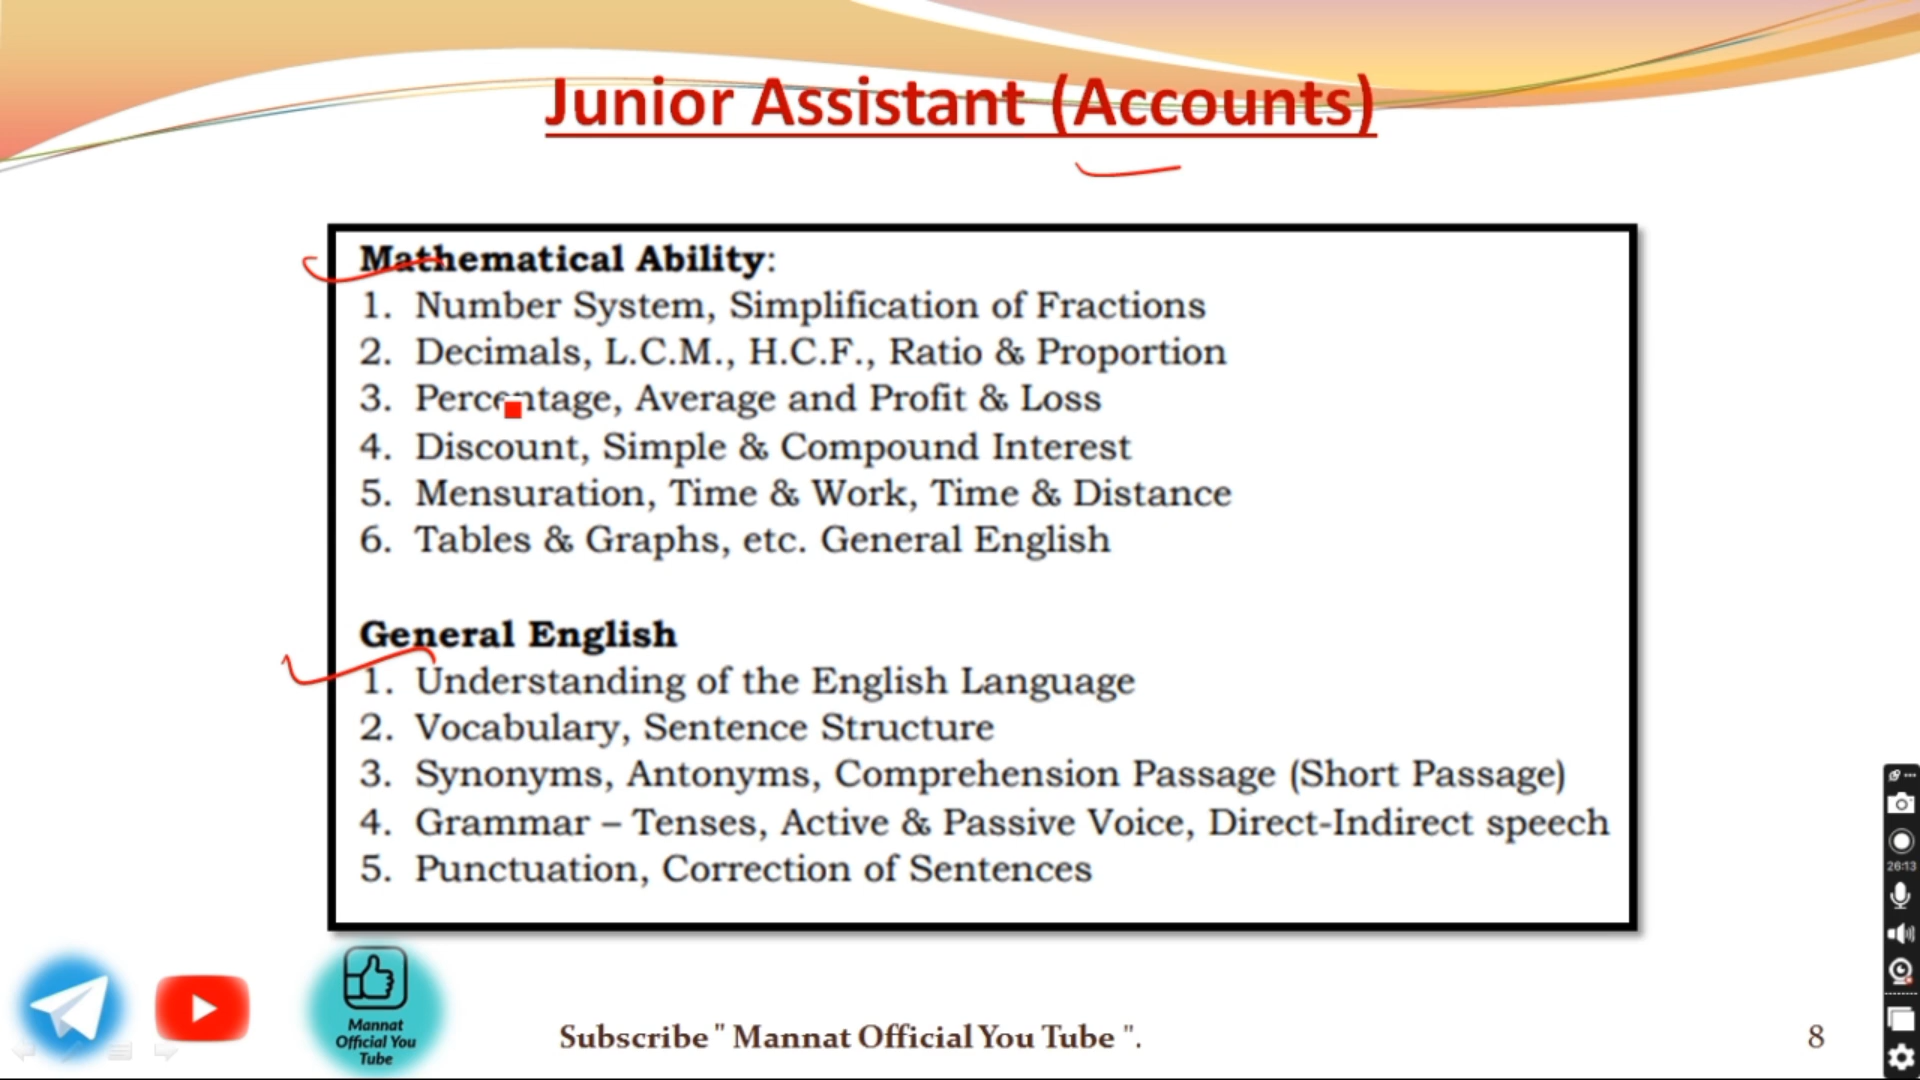 Junior Assistant (Accounts)
Mathematical Ability:
1. Number System, Simplification of Fractions
2. Decimals, L.C.M., H.C.F., Ratio & Proportion
3. Percentage, Average and Profit & Loss
4. Discount, Simple & Compound Interest
5. Mensuration, Time & Work, Time & Distance
6. Tables & Graphs, etc. General English
General English
1. Understanding of the English Language
2. Vocabulary, Sentence Structure
3. Synonyms, Antonyms, Comprehension Passage (Short Passage)
4. Grammar – Tenses, Active & Passive Voice, Direct-Indirect speech
5. Punctuation, Correction of Sentences
26:13
Mannat
Official You
Tube
Subscribe " Mannat Official You Tube ".
8